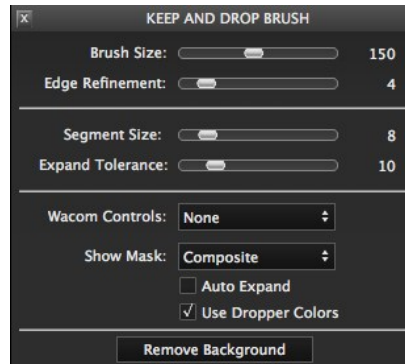 x KEEP AND DROP BRUSH
Brush Size: 150
Edge Refinement: 4
Segment Size: 8
Expand Tolerance: 10
Wacom Controls: None
Show Mask: Composite
Auto Expand
Use Dropper Colors
Remove Background